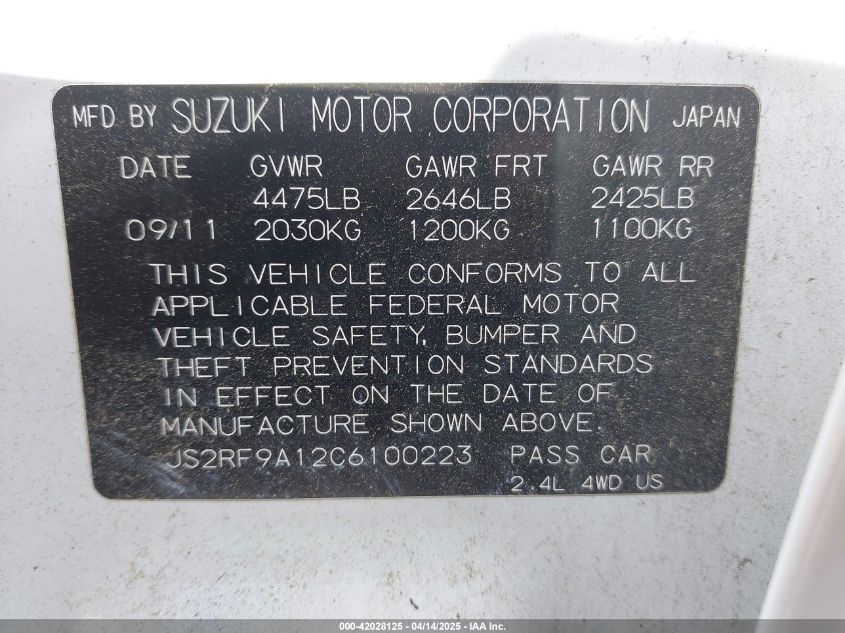 MFD BY SUZUKI MOTOR CORPORATION JAPAN
DATE GVWR GAWR FRT GAWR RR
4475LB 2646LB 2425LB
09/11 2030KG 1200KG 1100KG
THIS VEHICLE CONFORMS TO ALL
APPLICABLE FEDERAL MOTOR
VEHICLE SAFETY, BUMPER AND
THEFT PREVENTION STANDARDS
IN EFFECT ON THE DATE OF
MANUFACTURE SHOWN ABOVE.
JS2RF9A12C6100223 PASS CAR
2.4L 4WD US
000-42028125 - 04/14/2025 - IAA Inc.